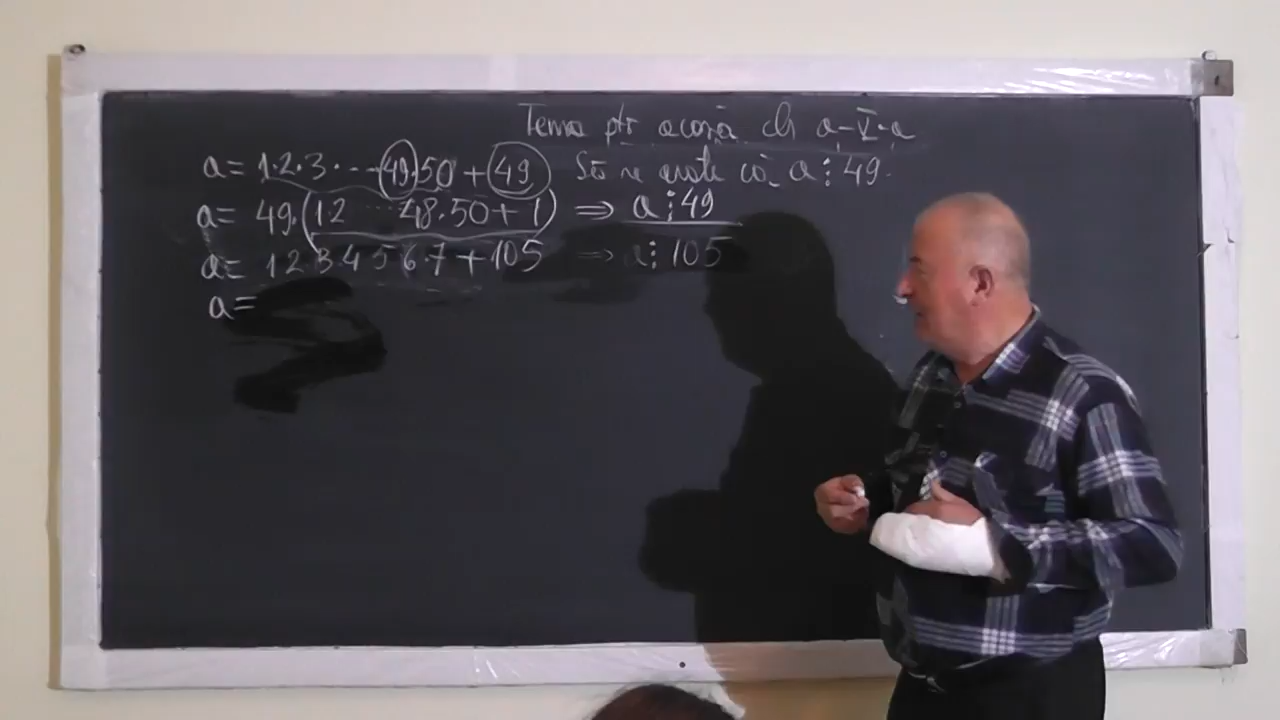 Tema ptr acasă cls a-V-a
a= 1·2·3·...·49·50+49 Să se arate că a⋮49.
a= 49·(1·2 ... 48·50+1) ⇒ a⋮49
a= 1 2 3 4 5 6 7 + 105 ⇒ a⋮105
a=